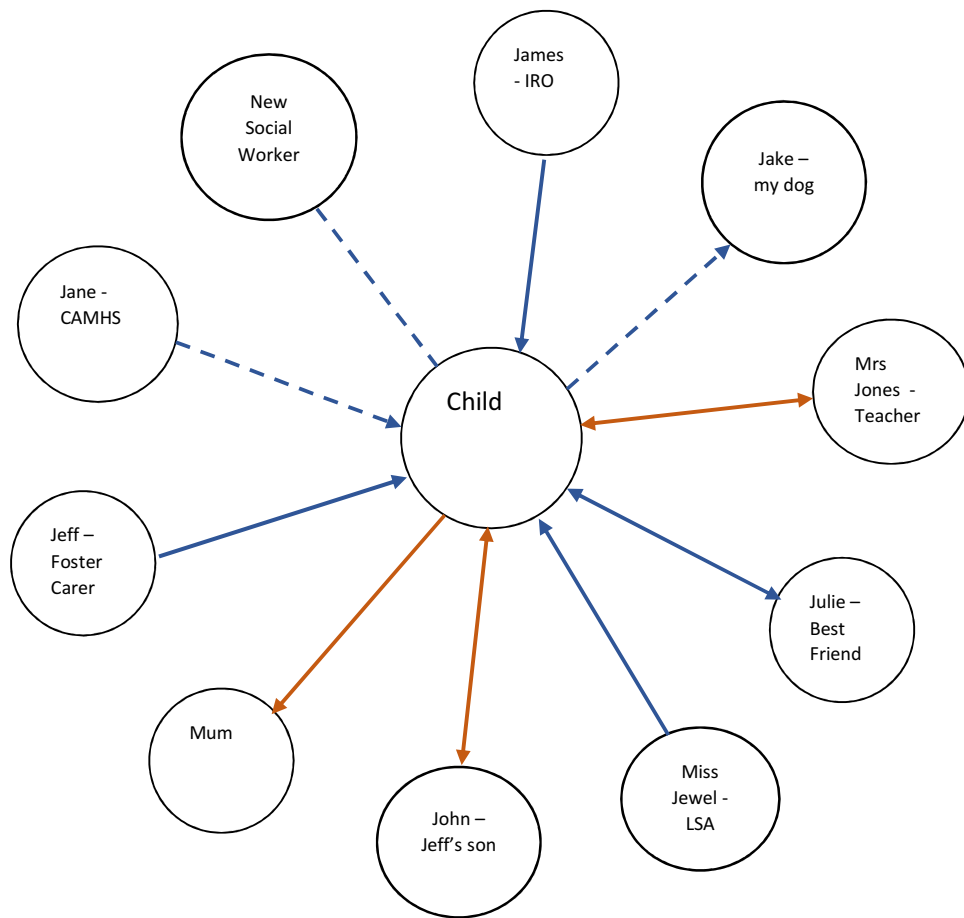 James
- IRO
New
Social
Worker
Jake –
my dog
Jane -
CAMHS
Mrs
Jones -
Teacher
Child
Jeff –
Foster
Carer
Julie –
Best
Friend
Mum
Miss
Jewel -
LSA
John –
Jeff's son